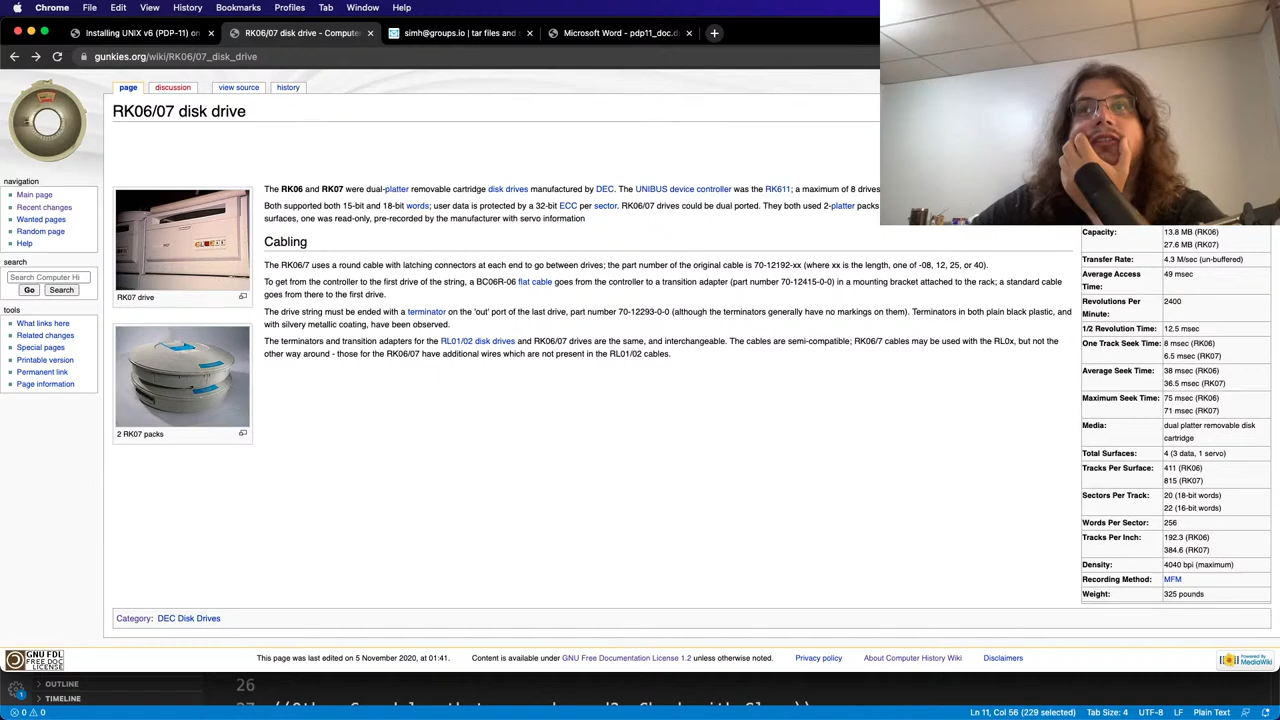 Chrome File Edit View History Bookmarks Profiles Tab Window Help
Installing UNIX v6 (PDP-11) on
RK06/07 disk drive - Compute
simh@groups.io | tar files and
Microsoft Word - pdp11_doc.d
gunkies.org/wiki/RK06/07_disk_drive
page discussion view source history
RK06/07 disk drive
navigation
Main page
Recent changes
Wanted pages
Random page
Help
search
Search Computer Hi
Go Search
tools
What links here
Related changes
Special pages
Printable version
Permanent link
Page information
RK07 drive
2 RK07 packs
The RK06 and RK07 were dual-platter removable cartridge disk drives manufactured by DEC. The UNIBUS device controller was the RK611; a maximum of 8 drives
Both supported both 15-bit and 18-bit words; user data is protected by a 32-bit ECC per sector. RK06/07 drives could be dual ported. They both used 2-platter packs
surfaces, one was read-only, pre-recorded by the manufacturer with servo information
Cabling
The RK06/7 uses a round cable with latching connectors at each end to go between drives; the part number of the original cable is 70-12192-xx (where xx is the length, one of -08, 12, 25, or 40).
To get from the controller to the first drive of the string, a BC06R-06 flat cable goes from the controller to a transition adapter (part number 70-12415-0-0) in a mounting bracket attached to the rack; a standard cable
goes from there to the first drive.
The drive string must be ended with a terminator on the 'out' port of the last drive, part number 70-12293-0-0 (although the terminators generally have no markings on them). Terminators in both plain black plastic, and
with silvery metallic coating, have been observed.
The terminators and transition adapters for the RL01/02 disk drives and RK06/07 drives are the same, and interchangeable. The cables are semi-compatible; RK06/7 cables may be used with the RL0x, but not the
other way around - those for the RK06/07 have additional wires which are not present in the RL01/02 cables.
Capacity: 13.8 MB (RK06)
27.6 MB (RK07)
Transfer Rate: 4.3 M/sec (un-buffered)
Average Access 49 msec
Time:
Revolutions Per 2400
Minute:
1/2 Revolution Time: 12.5 msec
One Track Seek Time: 8 msec (RK06)
6.5 msec (RK07)
Average Seek Time: 38 msec (RK06)
36.5 msec (RK07)
Maximum Seek Time: 75 msec (RK06)
71 msec (RK07)
Media: dual platter removable disk
cartridge
Total Surfaces: 4 (3 data, 1 servo)
Tracks Per Surface: 411 (RK06)
815 (RK07)
Sectors Per Track: 20 (18-bit words)
22 (16-bit words)
Words Per Sector: 256
Tracks Per Inch: 192.3 (RK06)
384.6 (RK07)
Density: 4040 bpi (maximum)
Recording Method: MFM
Weight: 325 pounds
Category: DEC Disk Drives
GNU FDL
FREE DOC
LICENSE
This page was last edited on 5 November 2020, at 01:41. Content is available under GNU Free Documentation License 1.2 unless otherwise noted. Privacy policy About Computer History Wiki Disclaimers
Powered By
MediaWiki
OUTLINE
TIMELINE
26
0 0 Ln 11, Col 56 (229 selected) Tab Size: 4 UTF-8 LF Plain Text